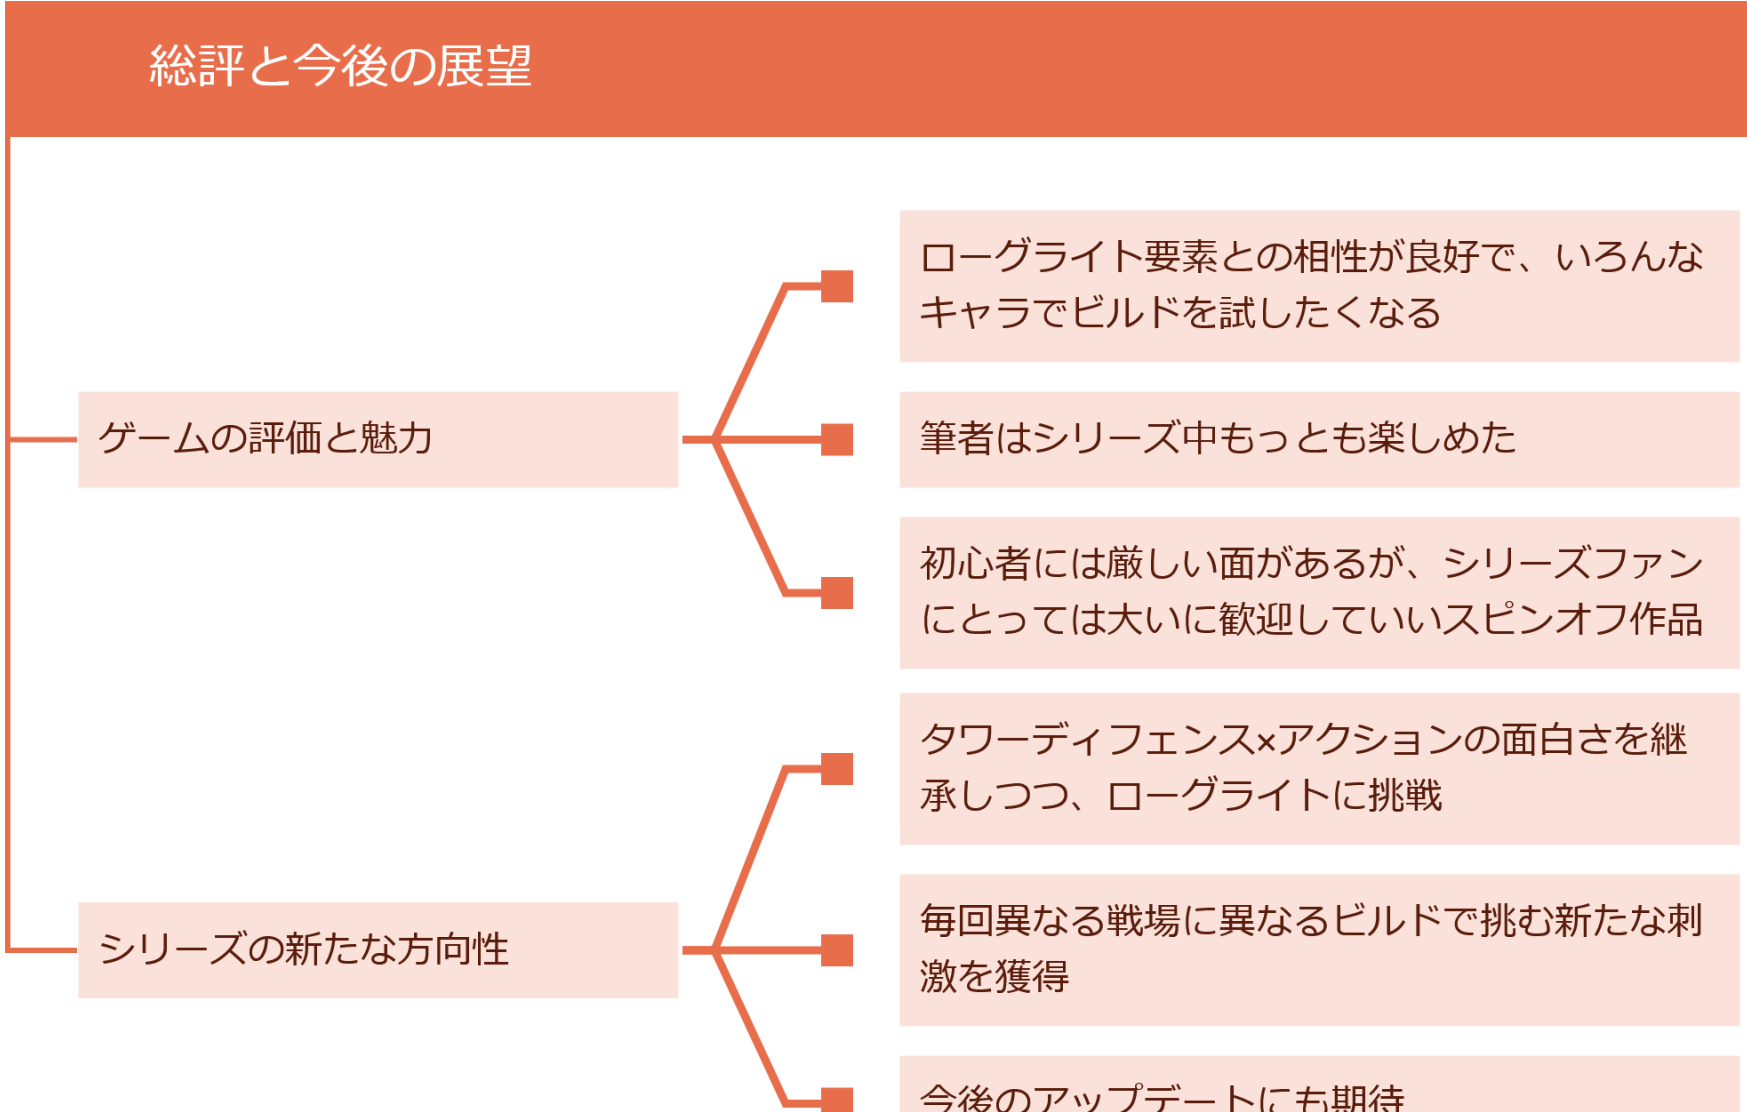 総評と今後の展望
ゲームの評価と魅力
ローグライト要素との相性が良好で、いろんな
キャラでビルドを試したくなる
筆者はシリーズ中もっとも楽しめた
初心者には厳しい面があるが、シリーズファン
にとっては大いに歓迎していいスピンオフ作品
シリーズの新たな方向性
タワーディフェンス×アクションの面白さを継
承しつつ、ローグライトに挑戦
毎回異なる戦場に異なるビルドで挑む新たな刺
激を獲得
今後のアップデートにも期待